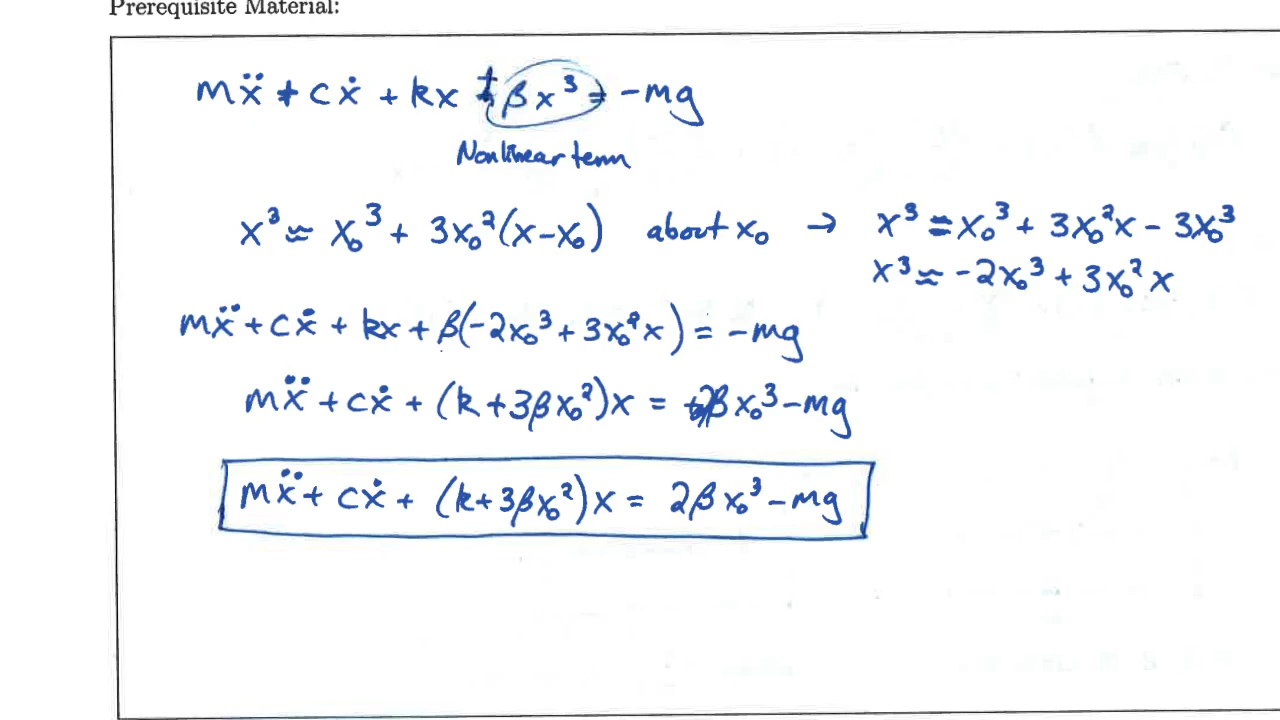 Prerequisite Material:
mẍ + cẋ + kx + βx³ = -mg
Nonlinear term
x³ ≈ x₀³ + 3x₀²(x-x₀) about x₀ → x³ = x₀³ + 3x₀²x - 3x₀³
x³ ≈ -2x₀³ + 3x₀²x
mẍ + cẋ + kx + β(-2x₀³ + 3x₀²x) = -mg
mẍ + cẋ + (k + 3βx₀²)x = +2βx₀³ - mg
mẍ + cẋ + (k + 3βx₀²)x = 2βx₀³ - mg